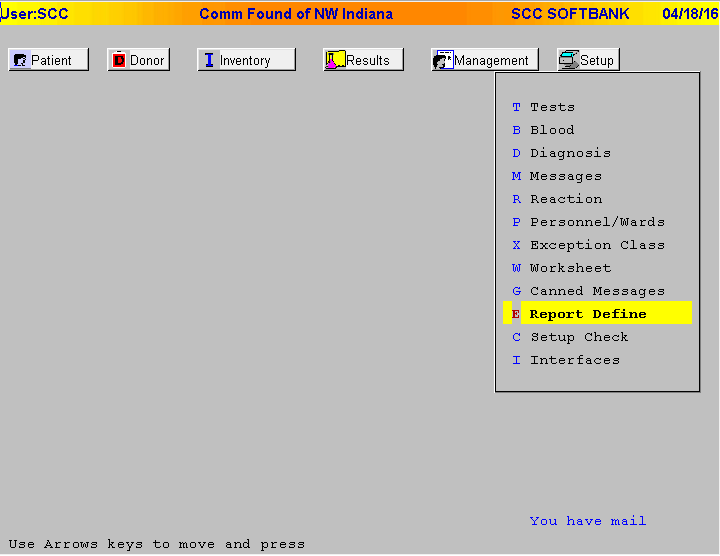 User:SCC Comm Found of NW Indiana SCC SOFTBANK 04/18/16
Patient D Donor I Inventory Results Management Setup
T Tests
B Blood
D Diagnosis
M Messages
R Reaction
P Personnel/Wards
X Exception Class
W Worksheet
G Canned Messages
E Report Define
C Setup Check
I Interfaces
You have mail
Use Arrows keys to move and press